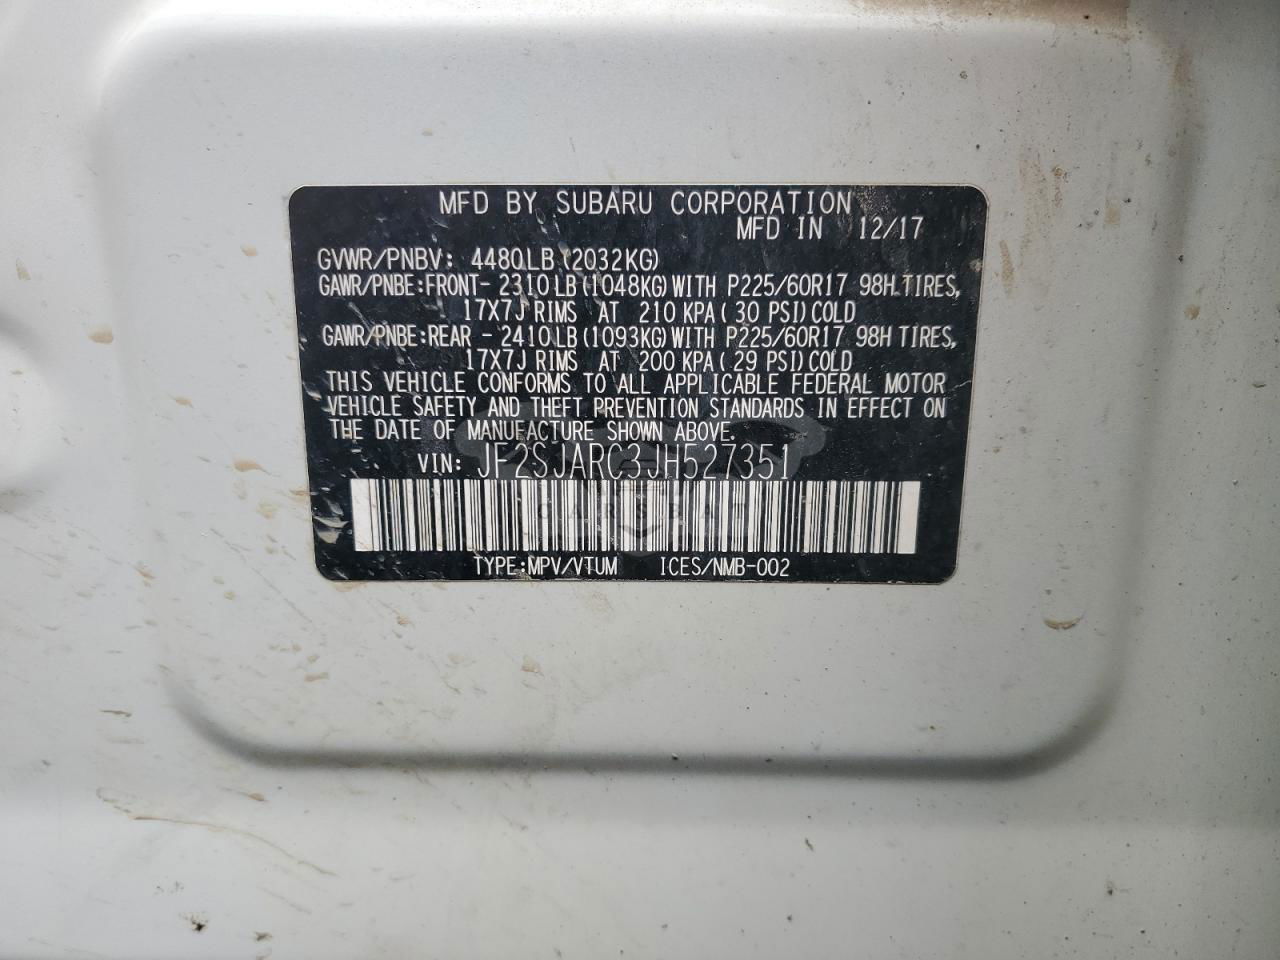 MFD BY SUBARU CORPORATION
MFD IN 12/17
GVWR/PNBV: 4480LB(2032KG)
GAWR/PNBE:FRONT- 2310LB(1048KG)WITH P225/60R17 98H TIRES,
17X7J RIMS AT 210 KPA(30 PSI)COLD
GAWR/PNBE:REAR - 2410LB(1093KG)WITH P225/60R17 98H TIRES,
17X7J RIMS AT 200 KPA(29 PSI)COLD
THIS VEHICLE CONFORMS TO ALL APPLICABLE FEDERAL MOTOR
VEHICLE SAFETY AND THEFT PREVENTION STANDARDS IN EFFECT ON
THE DATE OF MANUFACTURE SHOWN ABOVE.
VIN: JF2SJARC3JH527351
CARSBAT
TYPE:MPV/VTUM ICES/NMB-002